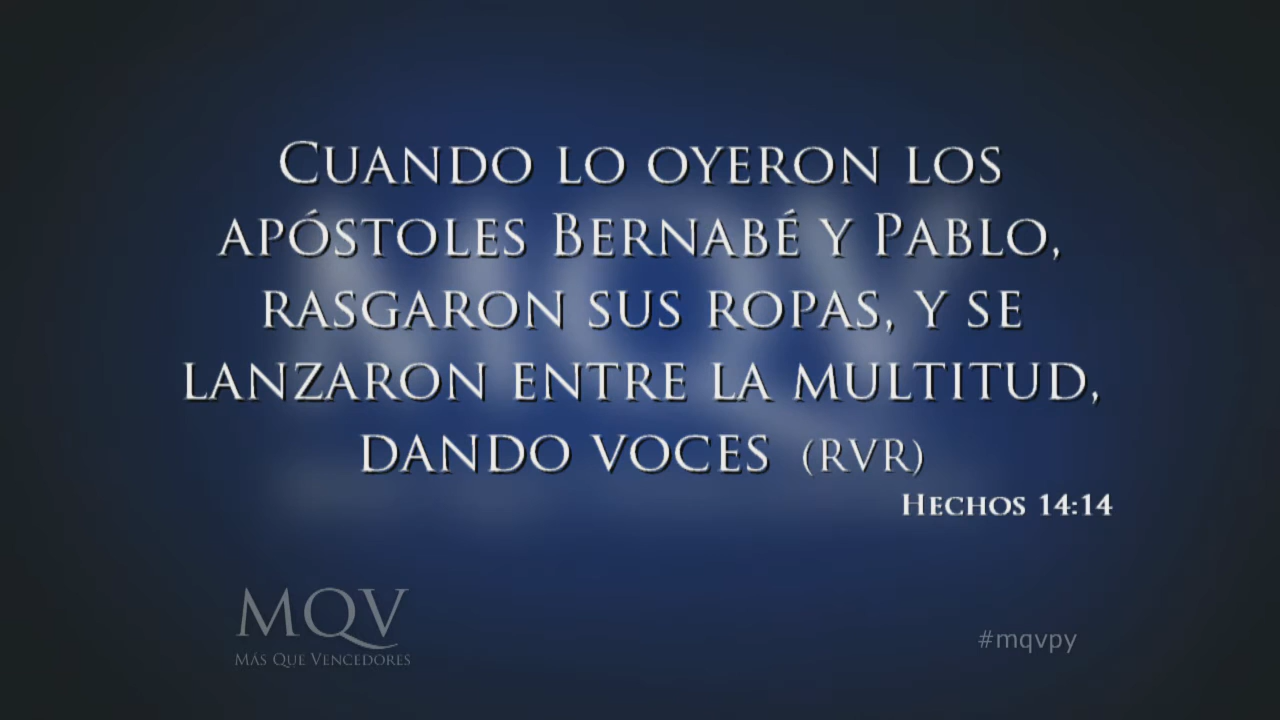 Cuando lo oyeron los
apóstoles Bernabé y Pablo,
rasgaron sus ropas, y se
lanzaron entre la multitud,
dando voces (RVR)
Hechos 14:14
MQV
Más Que Vencedores
#mqvpy